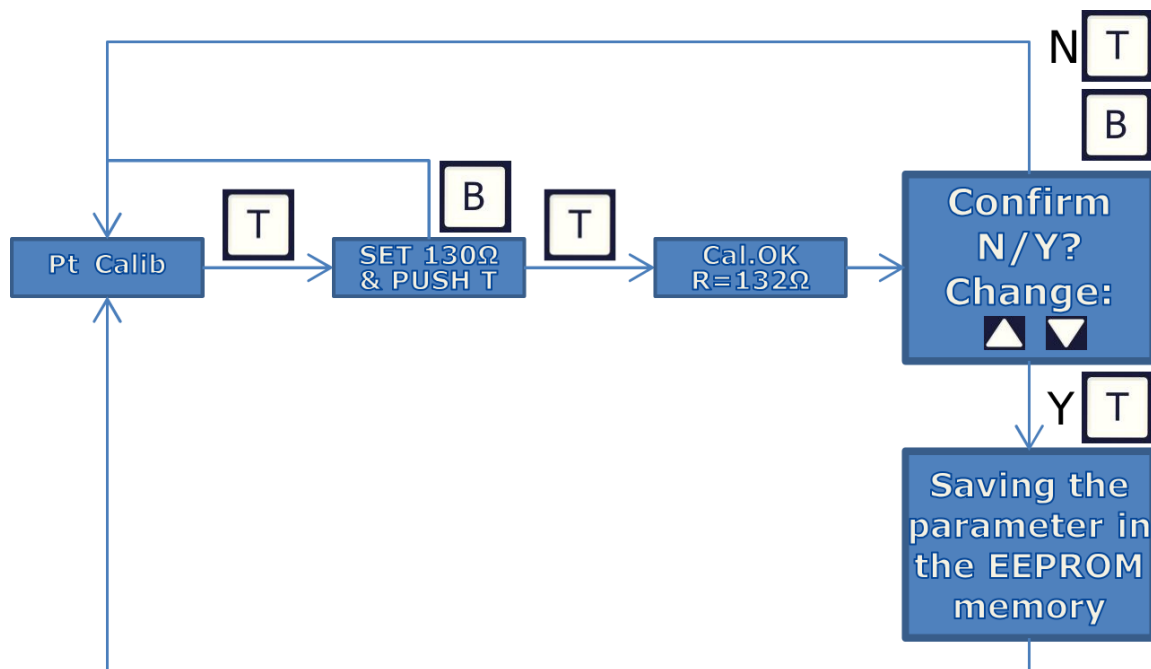 N T
B
B
T
T
Pt Calib
SET 130Ω
& PUSH T
Cal.OK
R=132Ω
Confirm
N/Y?
Change:
Y T
Saving the
parameter in
the EEPROM
memory